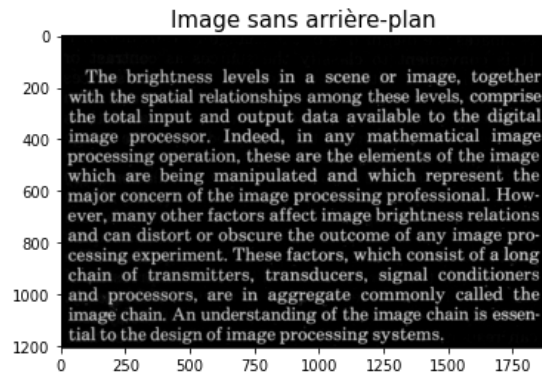 Image sans arrière-plan
0
200
400
600
800
1000
1200
The brightness levels in a scene or image, together
with the spatial relationships among these levels, comprise
the total input and output data available to the digital
image processor. Indeed, in any mathematical image
processing operation, these are the elements of the image
which are being manipulated and which represent the
major concern of the image processing professional. How-
ever, many other factors affect image brightness relations
and can distort or obscure the outcome of any image pro-
cessing experiment. These factors, which consist of a long
chain of transmitters, transducers, signal conditioners
and processors, are in aggregate commonly called the
image chain. An understanding of the image chain is essen-
tial to the design of image processing systems.
0 250 500 750 1000 1250 1500 1750